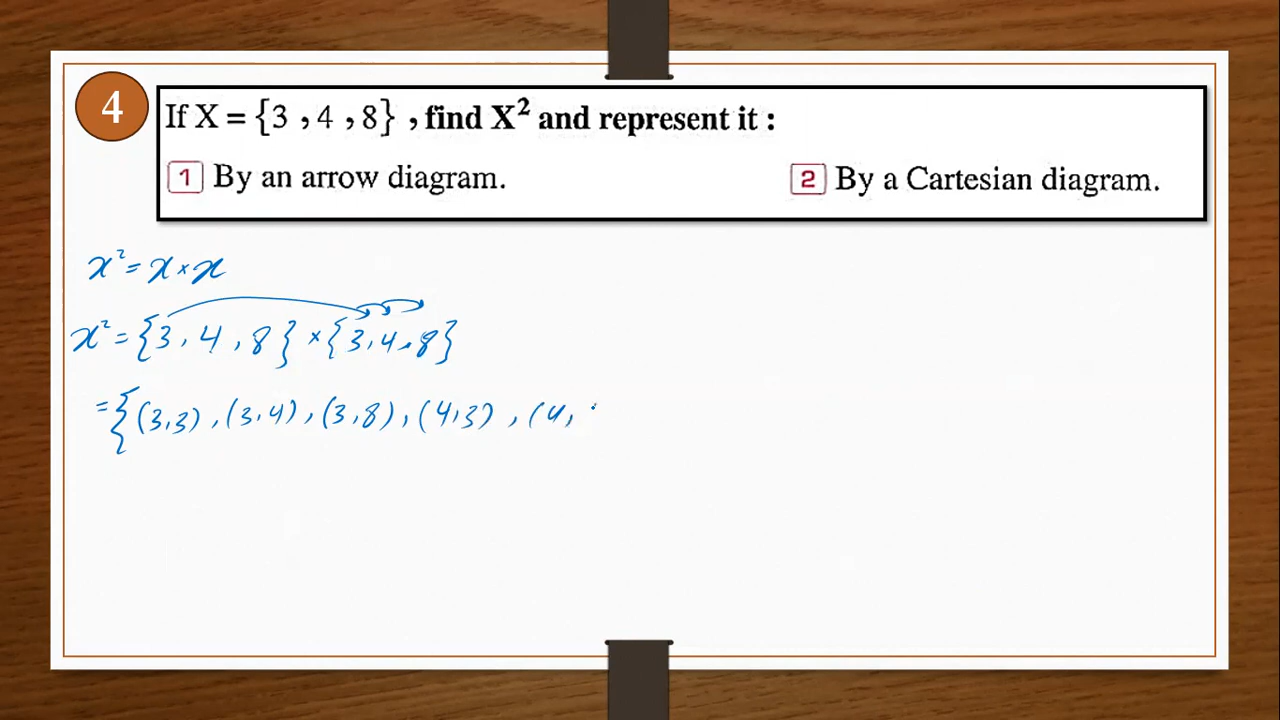 4
If X = {3 , 4 , 8} , find X² and represent it :
1 By an arrow diagram. 2 By a Cartesian diagram.
x² = x × x
x² = {3 , 4 , 8} × {3, 4, 8}
= {(3,3) , (3,4) , (3,8) , (4,3) , (4,